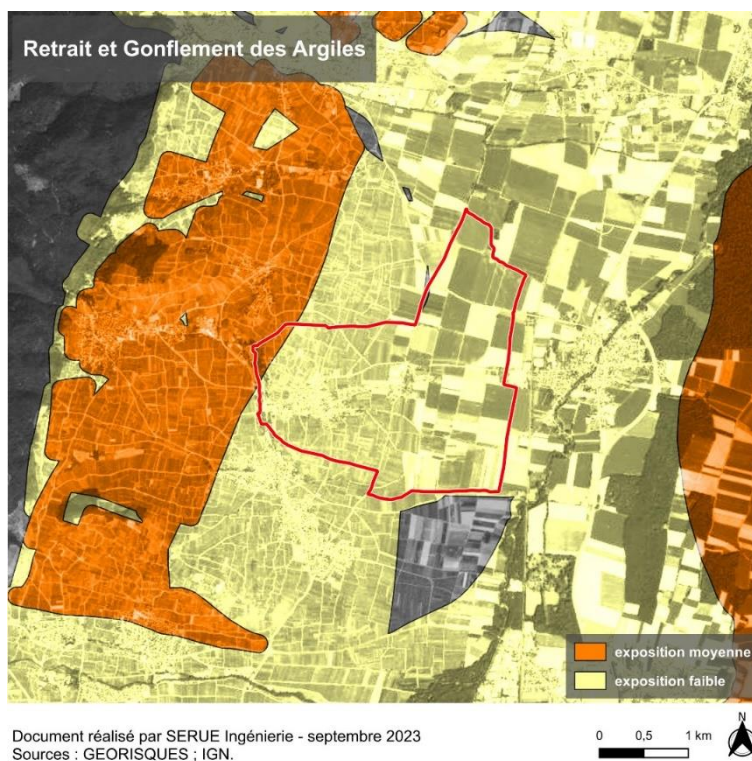 Retrait et Gonflement des Argiles
exposition moyenne
exposition faible
Document réalisé par SERUE Ingénierie - septembre 2023
Sources : GEORISQUES ; IGN.
0 0,5 1 km
N